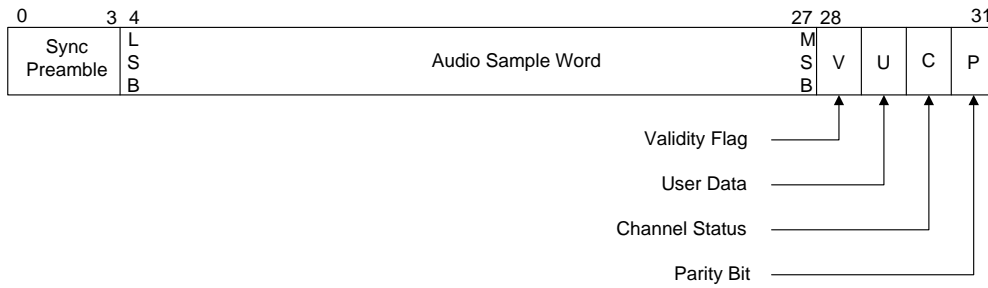 0 3 4 27 28 31
Sync
Preamble
L
S
B
Audio Sample Word
M
S
B
V
U
C
P
Validity Flag
User Data
Channel Status
Parity Bit